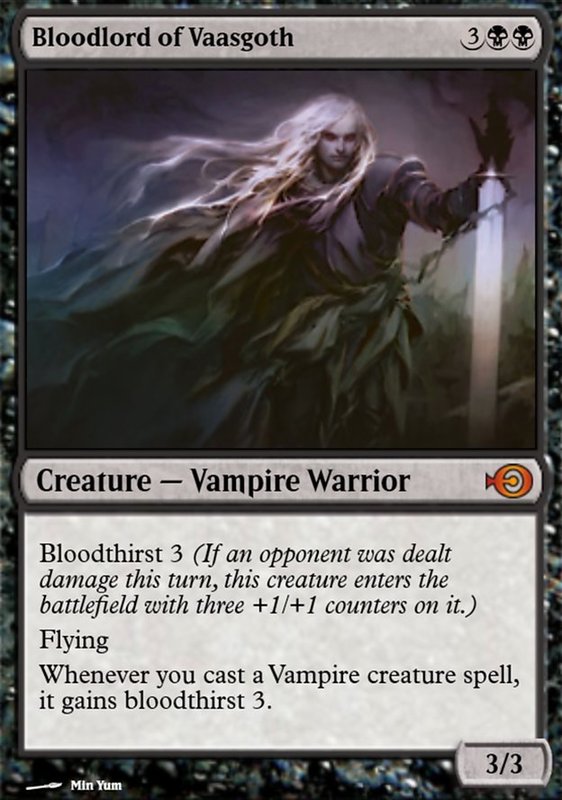 Bloodlord of Vaasgoth 3
Creature — Vampire Warrior
Bloodthirst 3 (If an opponent was dealt
damage this turn, this creature enters the
battlefield with three +1/+1 counters on it.)
Flying
Whenever you cast a Vampire creature spell,
it gains bloodthirst 3.
3/3
Min Yum